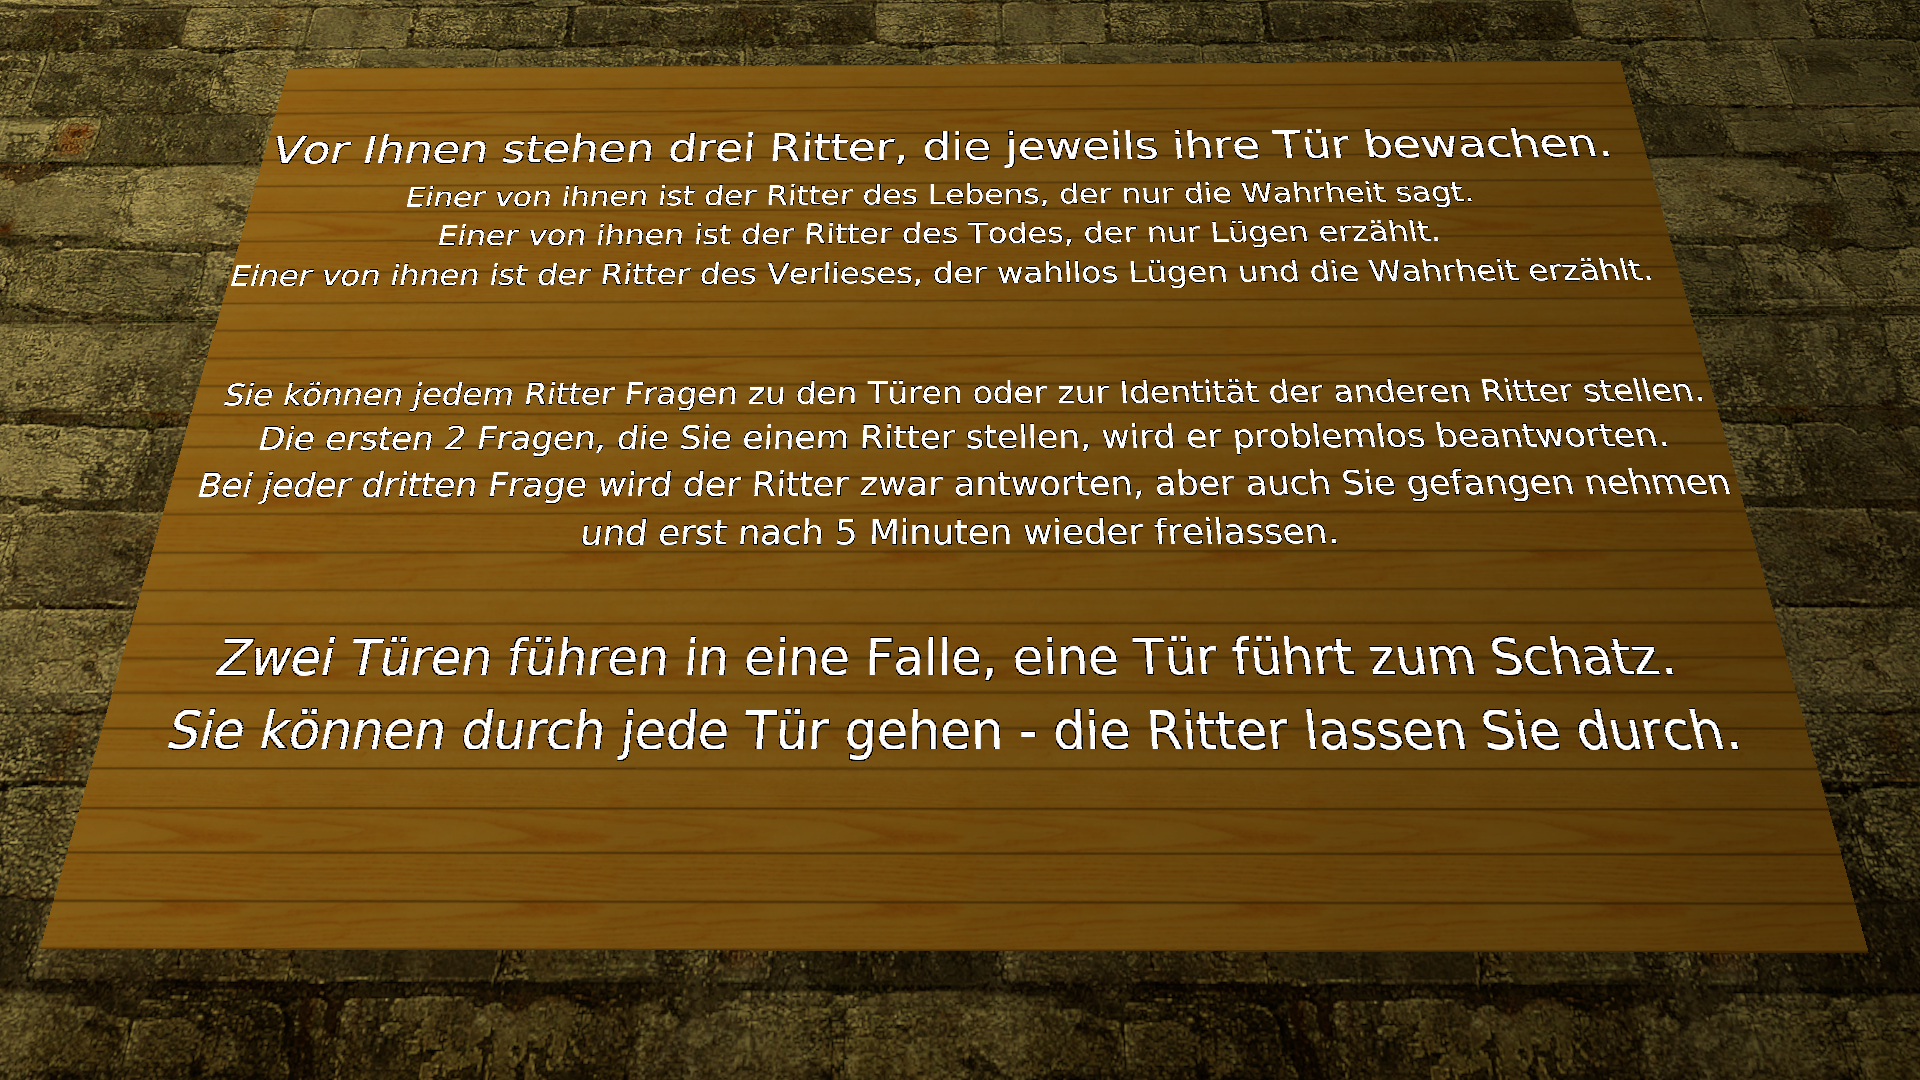 Vor Ihnen stehen drei Ritter, die jeweils ihre Tür bewachen.
Einer von ihnen ist der Ritter des Lebens, der nur die Wahrheit sagt.
Einer von ihnen ist der Ritter des Todes, der nur Lügen erzählt.
Einer von ihnen ist der Ritter des Verlieses, der wahllos Lügen und die Wahrheit erzählt.
Sie können jedem Ritter Fragen zu den Türen oder zur Identität der anderen Ritter stellen.
Die ersten 2 Fragen, die Sie einem Ritter stellen, wird er problemlos beantworten.
Bei jeder dritten Frage wird der Ritter zwar antworten, aber auch Sie gefangen nehmen
und erst nach 5 Minuten wieder freilassen.
Zwei Türen führen in eine Falle, eine Tür führt zum Schatz.
Sie können durch jede Tür gehen - die Ritter lassen Sie durch.